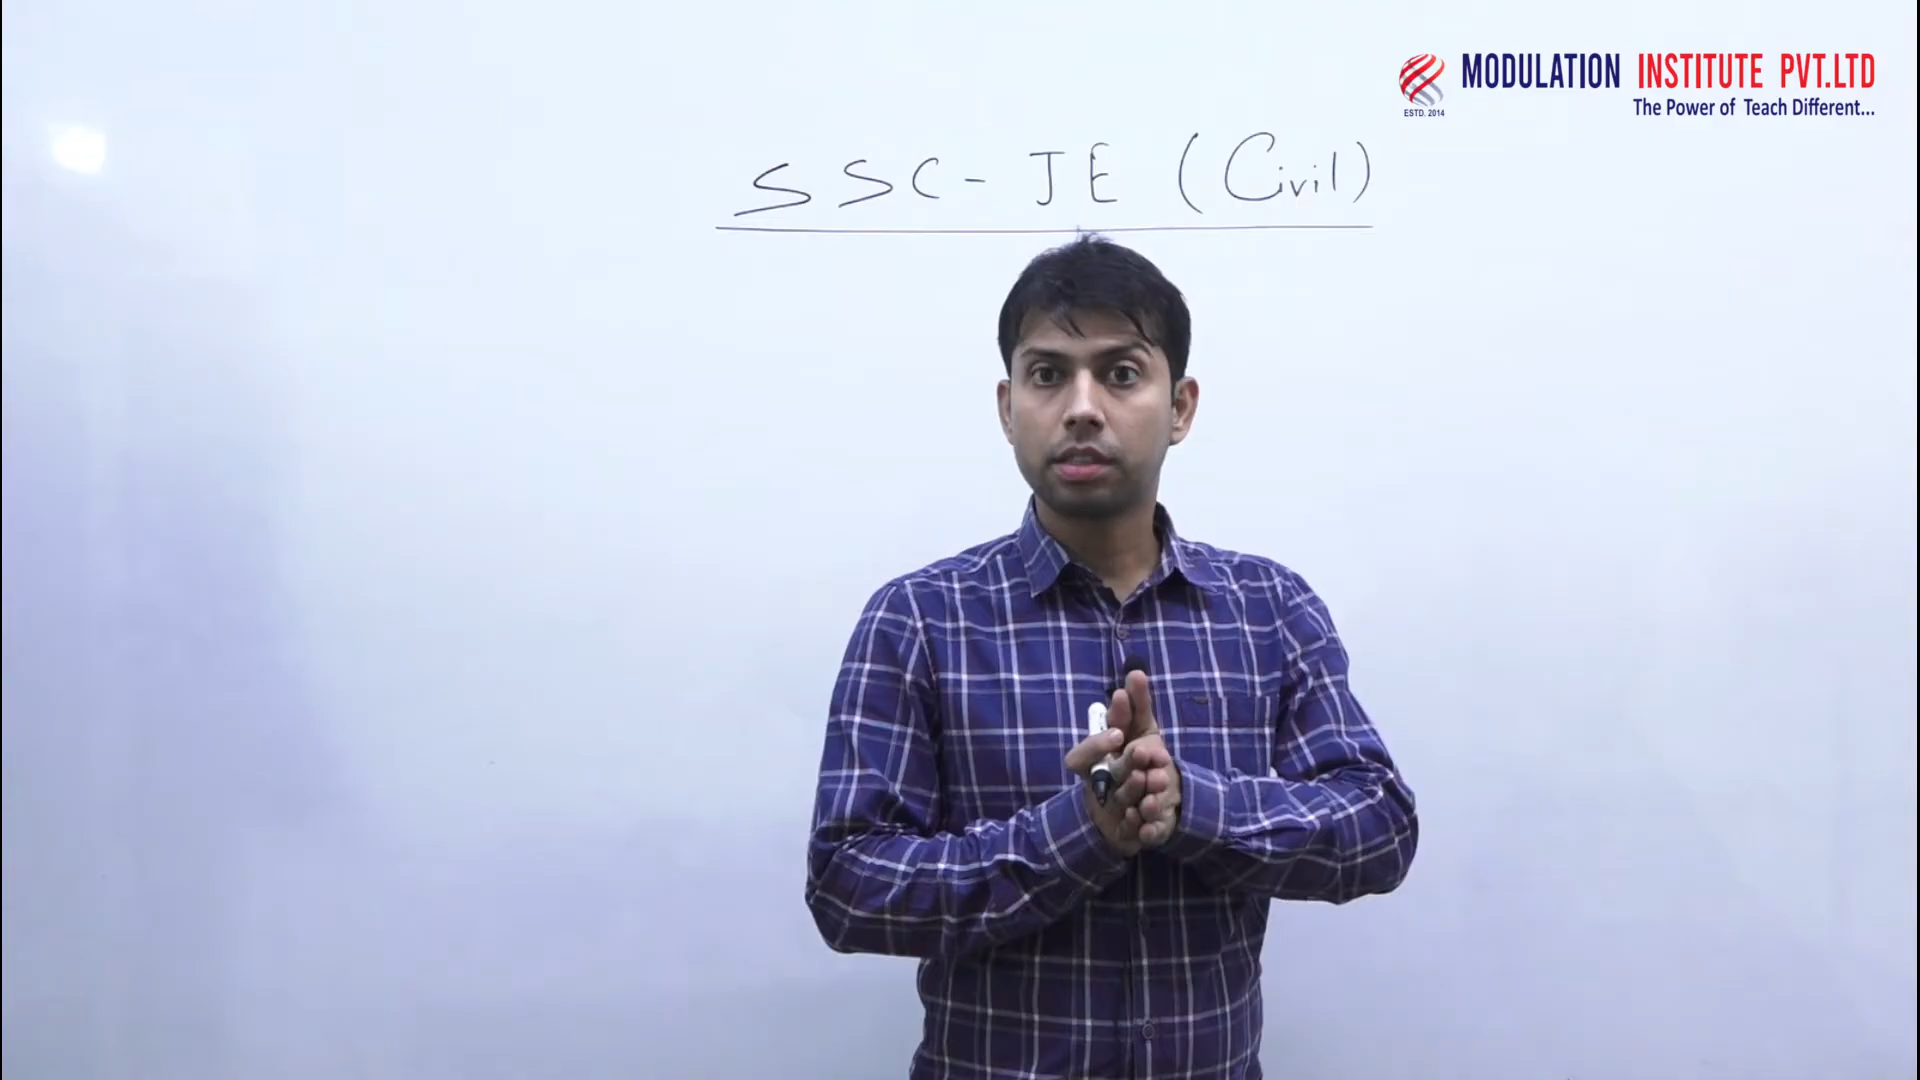 MODULATION INSTITUTE PVT.LTD
The Power of Teach Different...
ESTD. 2014
SSC-JE (Civil)